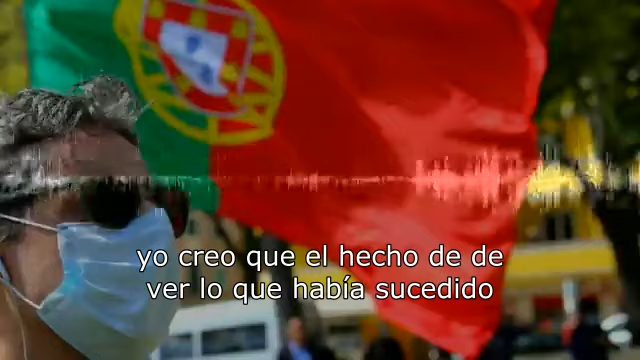 yo creo que el hecho de de
ver lo que había sucedido